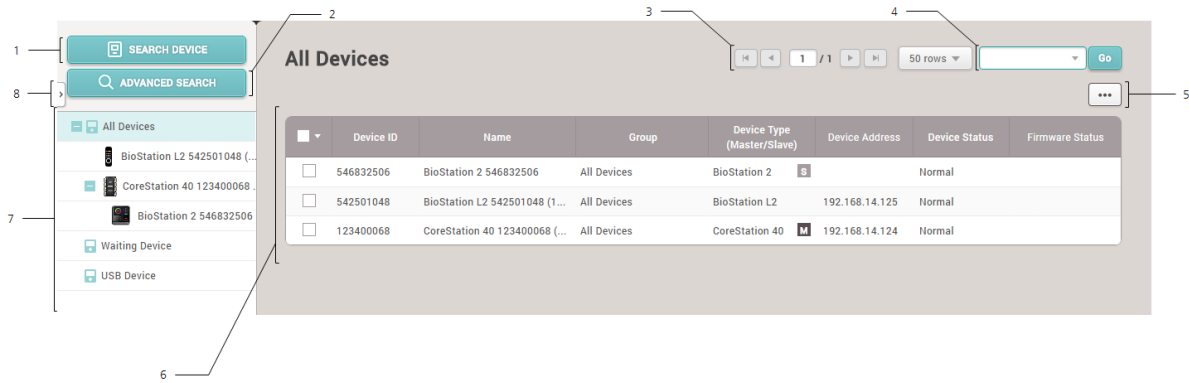 2
3
4
1
SEARCH DEVICE
ADVANCED SEARCH
8
All Devices
1 / 1
50 rows
Go
•••
5
All Devices
BioStation L2 542501048 (...
CoreStation 40 123400068 .
BioStation 2 546832506
Waiting Device
USB Device
7
Device ID Name Group Device Type (Master/Slave) Device Address Device Status Firmware Status
546832506 BioStation 2 546832506 All Devices BioStation 2 S Normal
542501048 BioStation L2 542501048 (1... All Devices BioStation L2 192.168.14.125 Normal
123400068 CoreStation 40 123400068 (... All Devices CoreStation 40 M 192.168.14.124 Normal
6